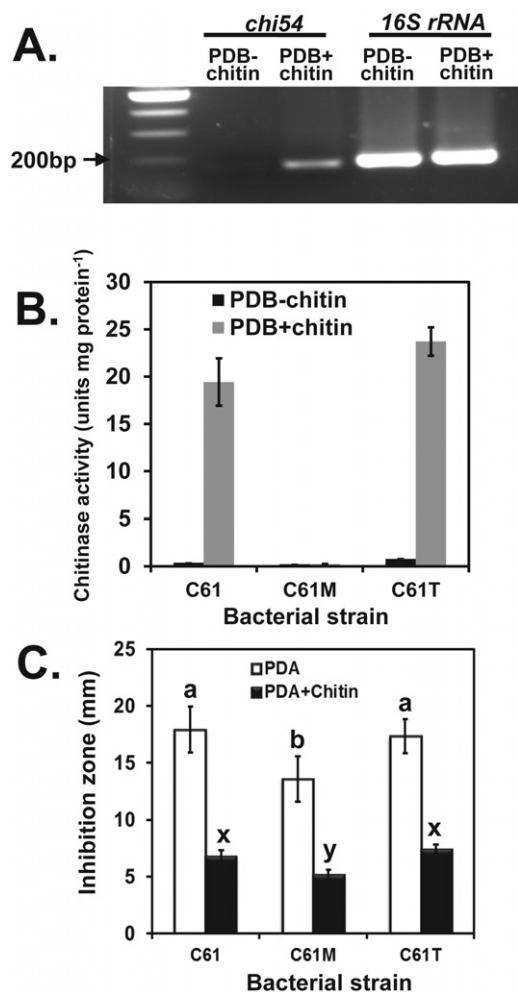 chi54 16S rRNA
A. PDB- PDB+ PDB- PDB+
chitin chitin chitin chitin
200bp
B.
Chitinase activity (units mg protein⁻¹)
30
25
20
15
10
5
0
PDB-chitin
PDB+chitin
C61 C61M C61T
Bacterial strain
C.
Inhibition zone (mm)
25
20
15
10
5
0
PDA
PDA+Chitin
a b a
x y x
C61 C61M C61T
Bacterial strain